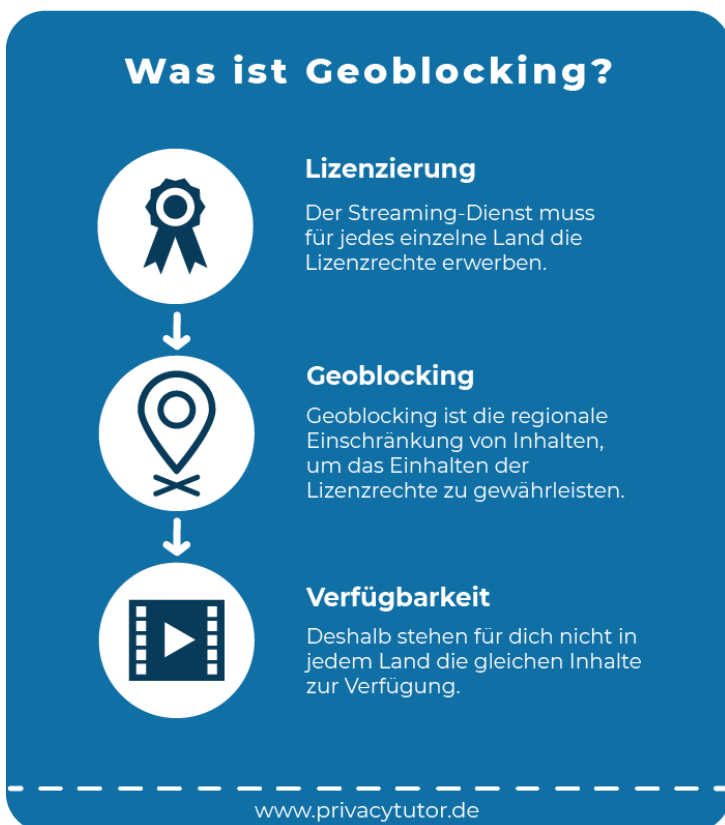 Was ist Geoblocking?
Lizenzierung
Der Streaming-Dienst muss
für jedes einzelne Land die
Lizenzrechte erwerben.
Geoblocking
Geoblocking ist die regionale
Einschränkung von Inhalten,
um das Einhalten der
Lizenzrechte zu gewährleisten.
Verfügbarkeit
Deshalb stehen für dich nicht in
jedem Land die gleichen Inhalte
zur Verfügung.
www.privacytutor.de